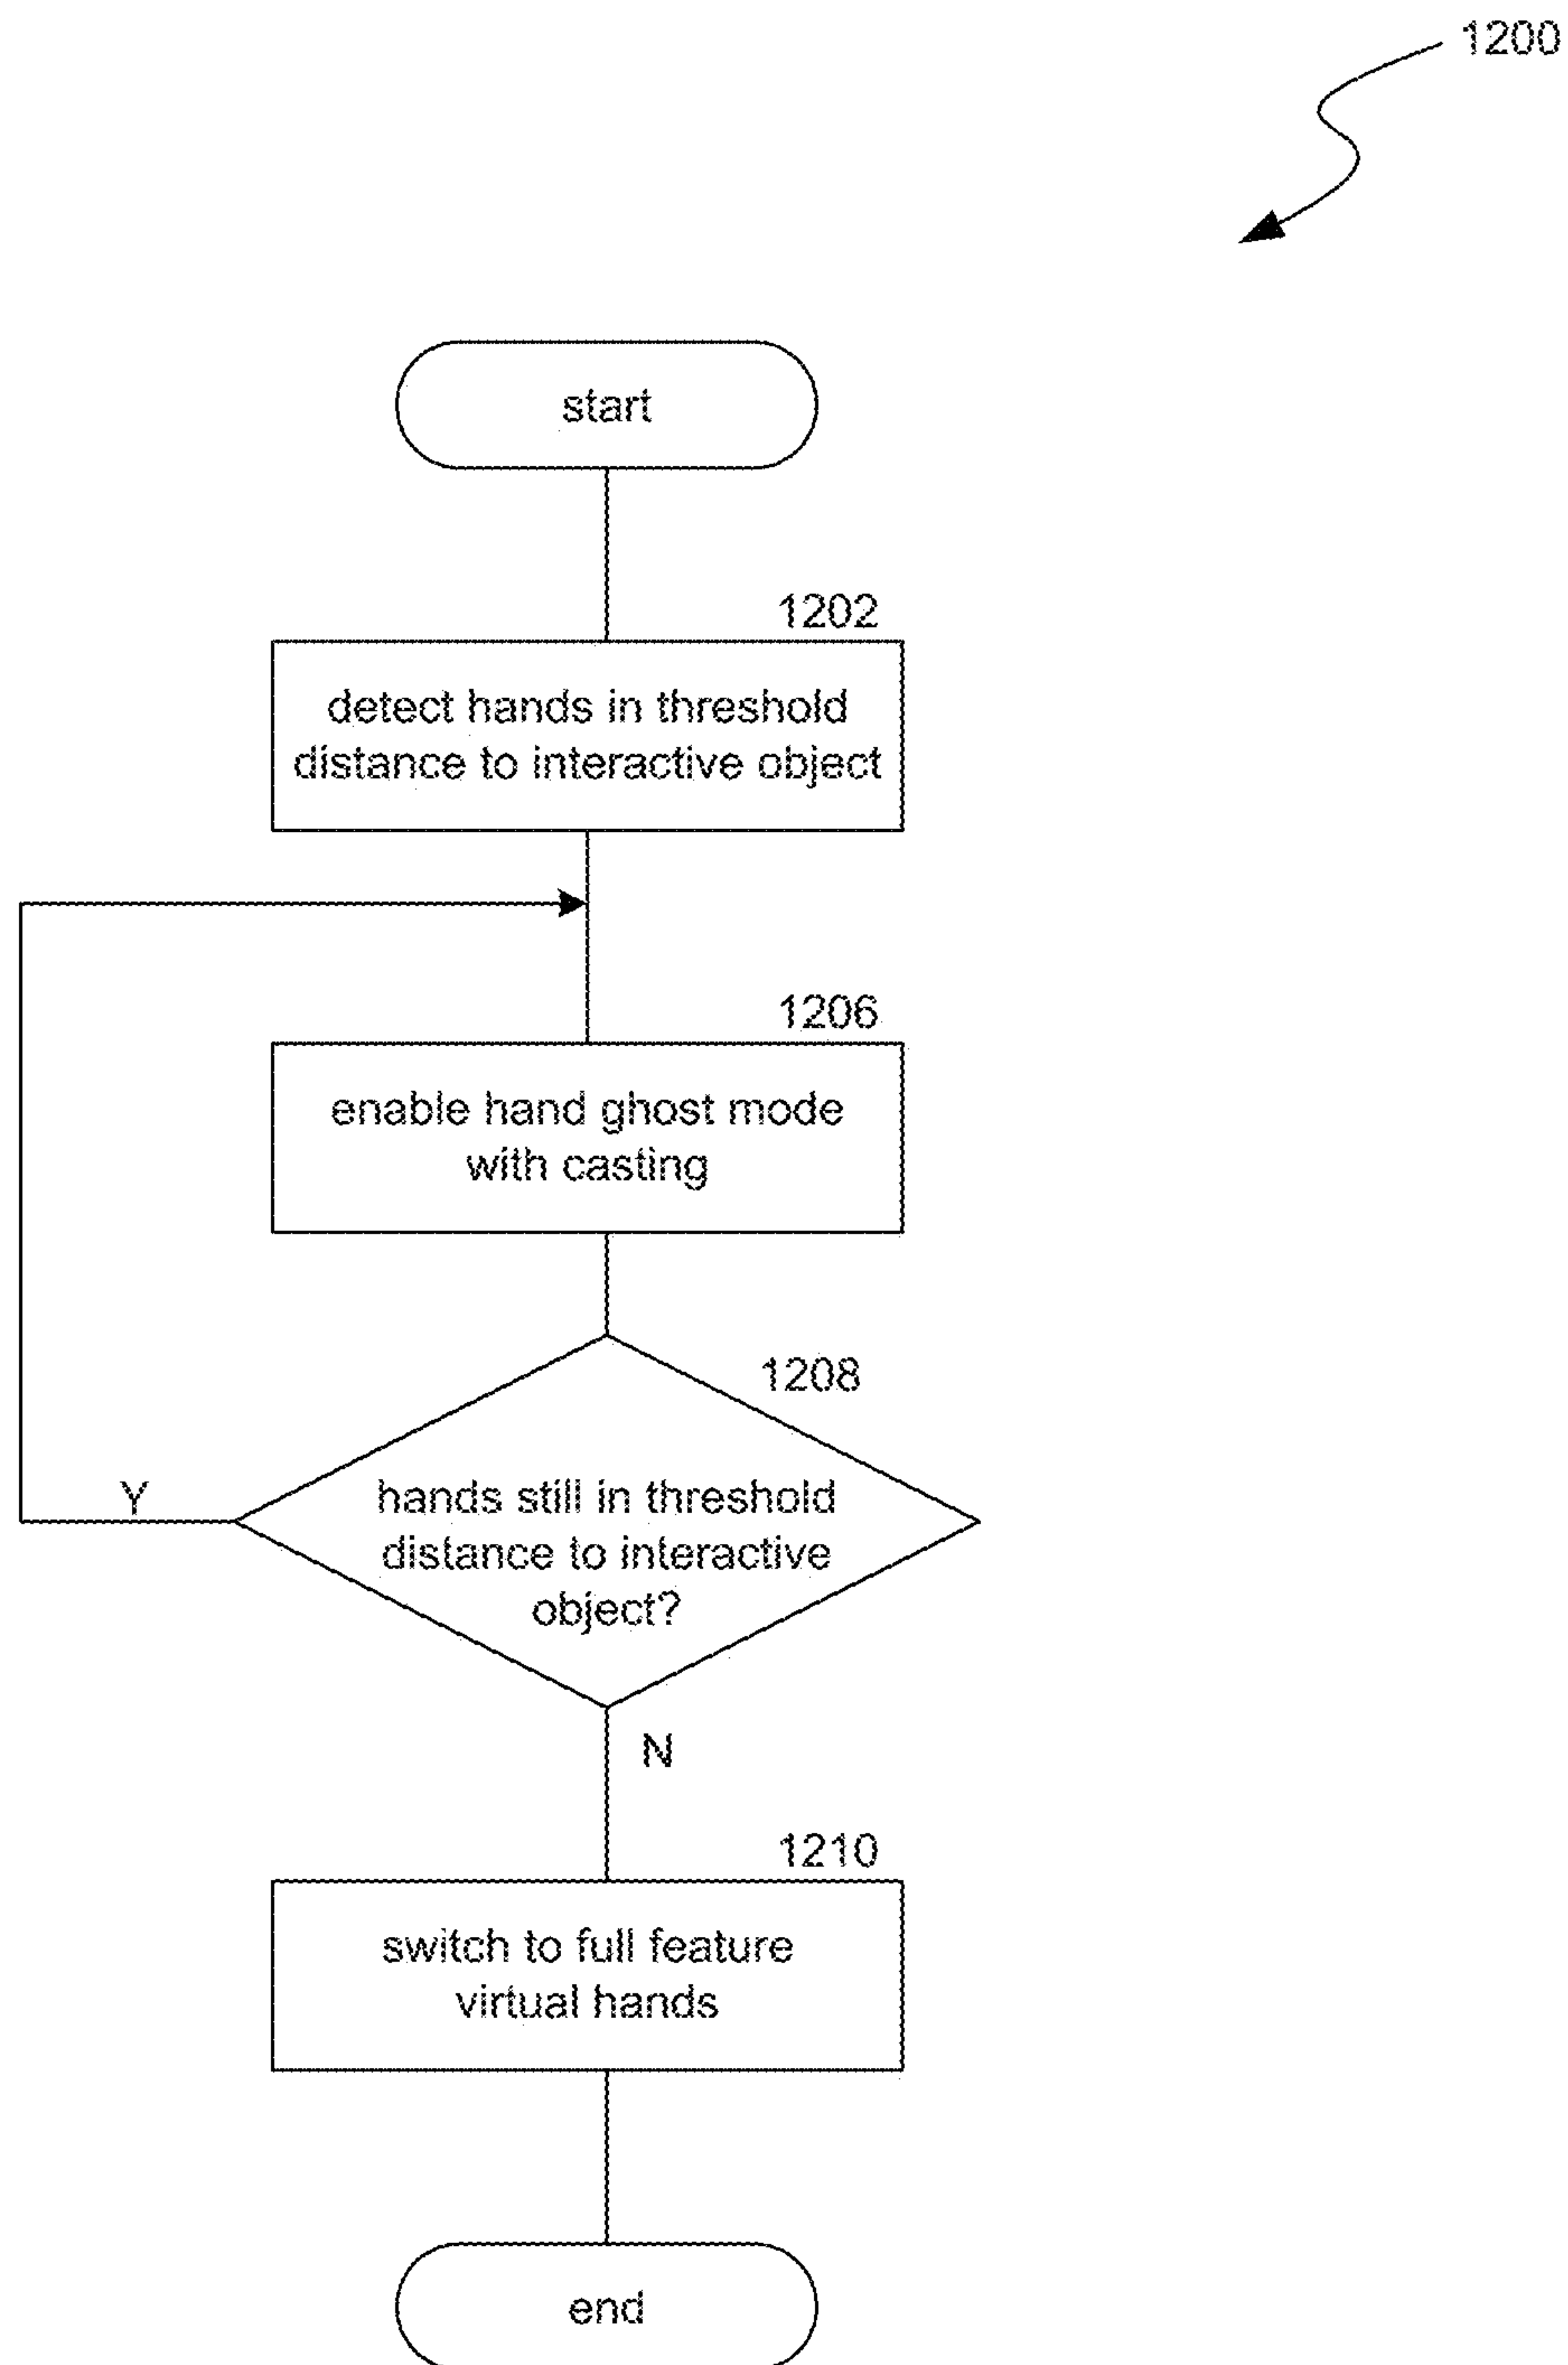 1200
start
1202
detect hands in threshold
distance to interactive object
1206
enable hand ghost mode
with casting
1208
hands still in threshold
distance to interactive
object?
Y
N
1210
switch to full feature
virtual hands
end